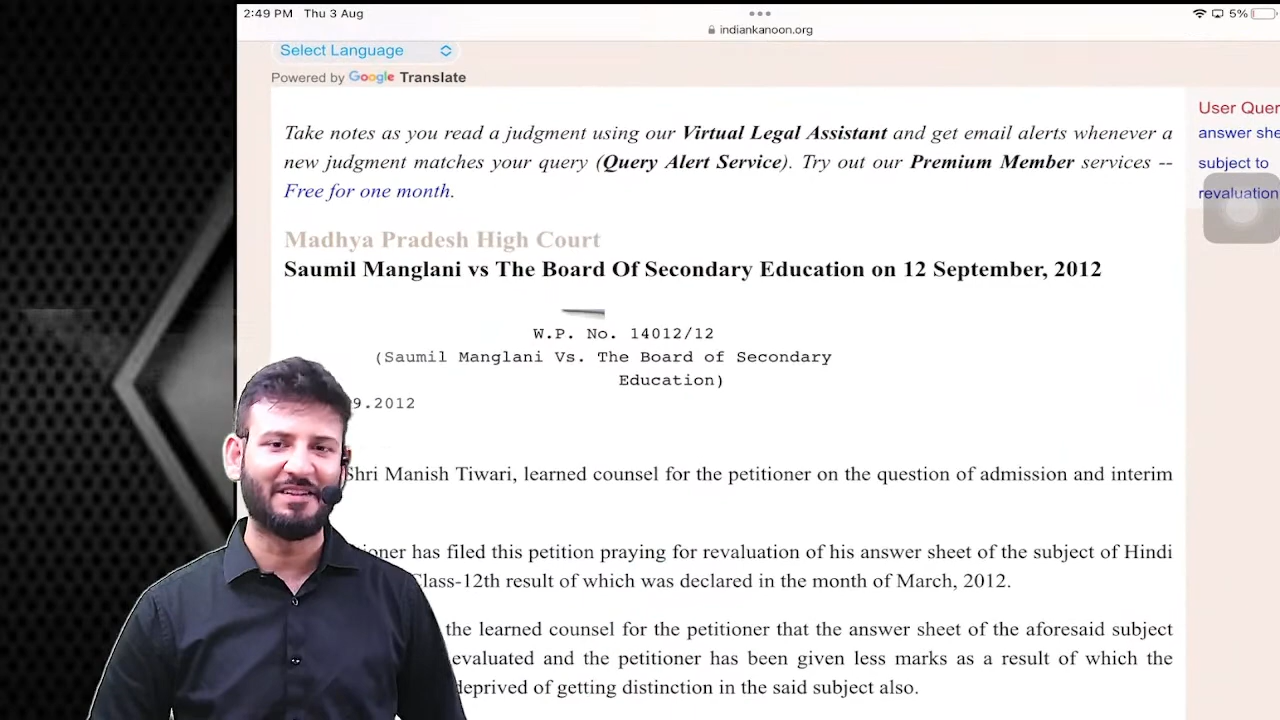 2:49 PM Thu 3 Aug
indiankanoon.org
5%
Select Language
Powered by Google Translate
Take notes as you read a judgment using our Virtual Legal Assistant and get email alerts whenever a
new judgment matches your query (Query Alert Service). Try out our Premium Member services --
Free for one month.
User Quer
answer she
subject to
revaluation
Madhya Pradesh High Court
Saumil Manglani vs The Board Of Secondary Education on 12 September, 2012
W.P. No. 14012/12
(Saumil Manglani Vs. The Board of Secondary
Education)
9.2012
Shri Manish Tiwari, learned counsel for the petitioner on the question of admission and interim
ioner has filed this petition praying for revaluation of his answer sheet of the subject of Hindi
Class-12th result of which was declared in the month of March, 2012.
the learned counsel for the petitioner that the answer sheet of the aforesaid subject
evaluated and the petitioner has been given less marks as a result of which the
deprived of getting distinction in the said subject also.